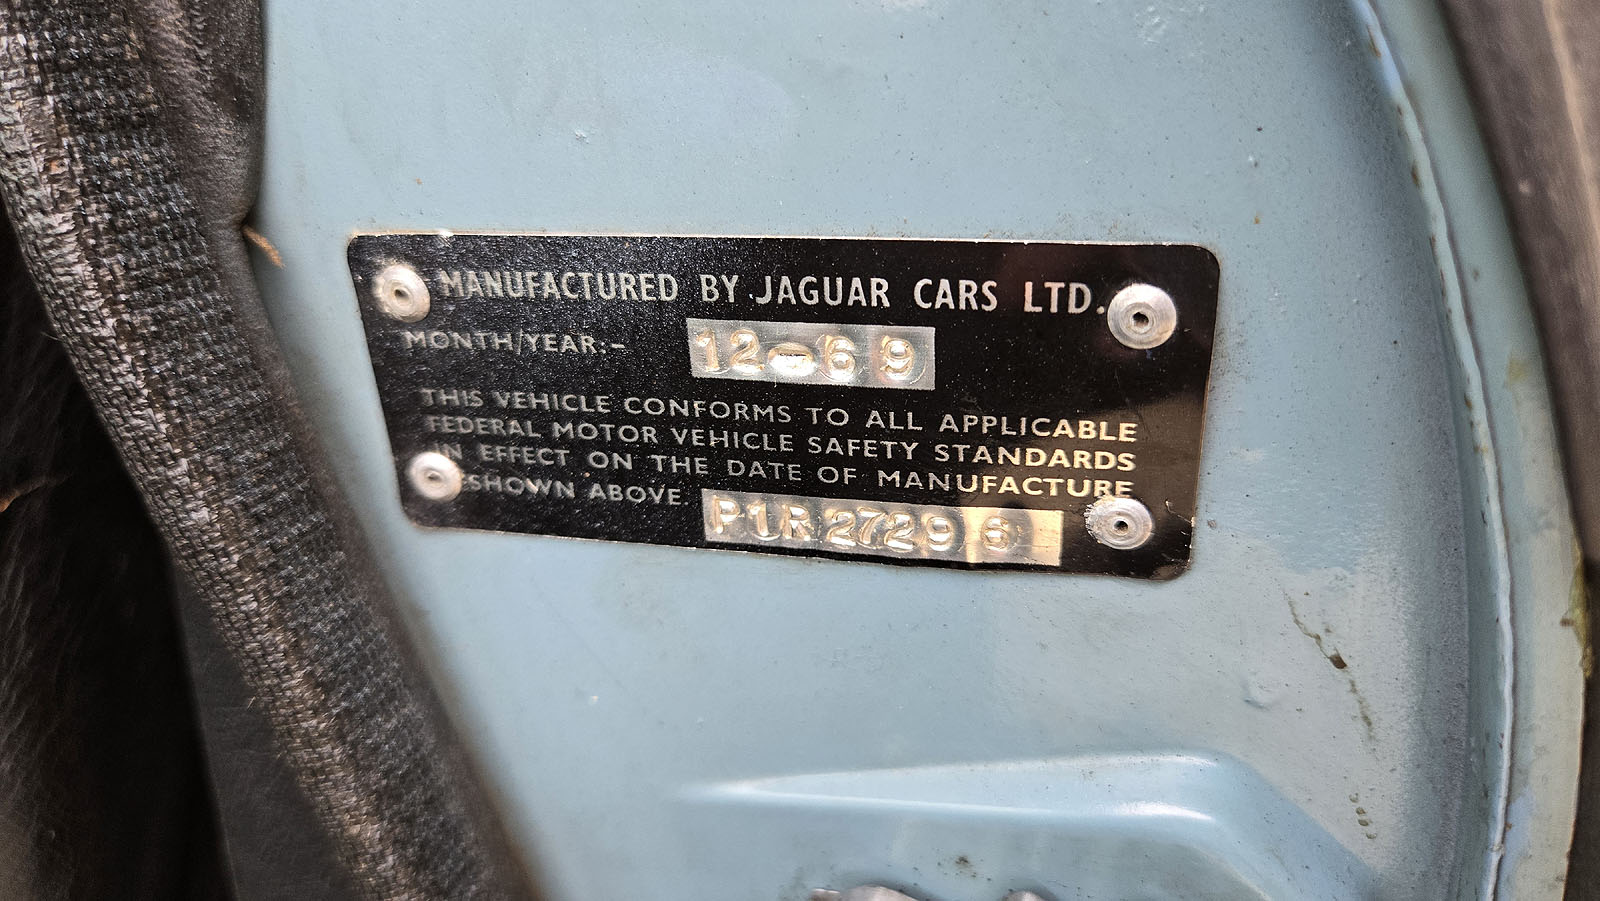 MANUFACTURED BY JAGUAR CARS LTD.
MONTH/YEAR:- 12-69
THIS VEHICLE CONFORMS TO ALL APPLICABLE
FEDERAL MOTOR VEHICLE SAFETY STANDARDS
IN EFFECT ON THE DATE OF MANUFACTURE
SHOWN ABOVE. P1R27296